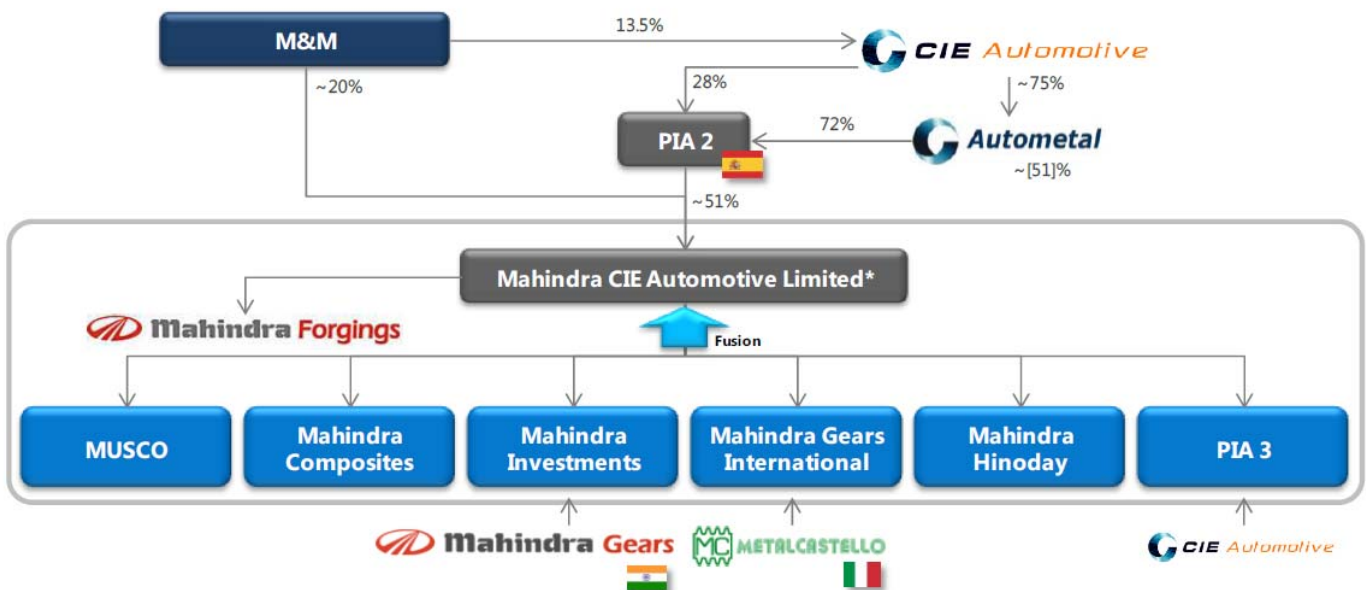 M&M
13.5%
CIE Automotive
~20%
28%
~75%
PIA 2
72%
Autometal
~[51]%
~51%
Mahindra CIE Automotive Limited*
Mahindra Forgings
Fusion
MUSCO
Mahindra
Composites
Mahindra
Investments
Mahindra Gears
International
Mahindra
Hinoday
PIA 3
Mahindra Gears
MC METALCASTELLO
CIE Automotive